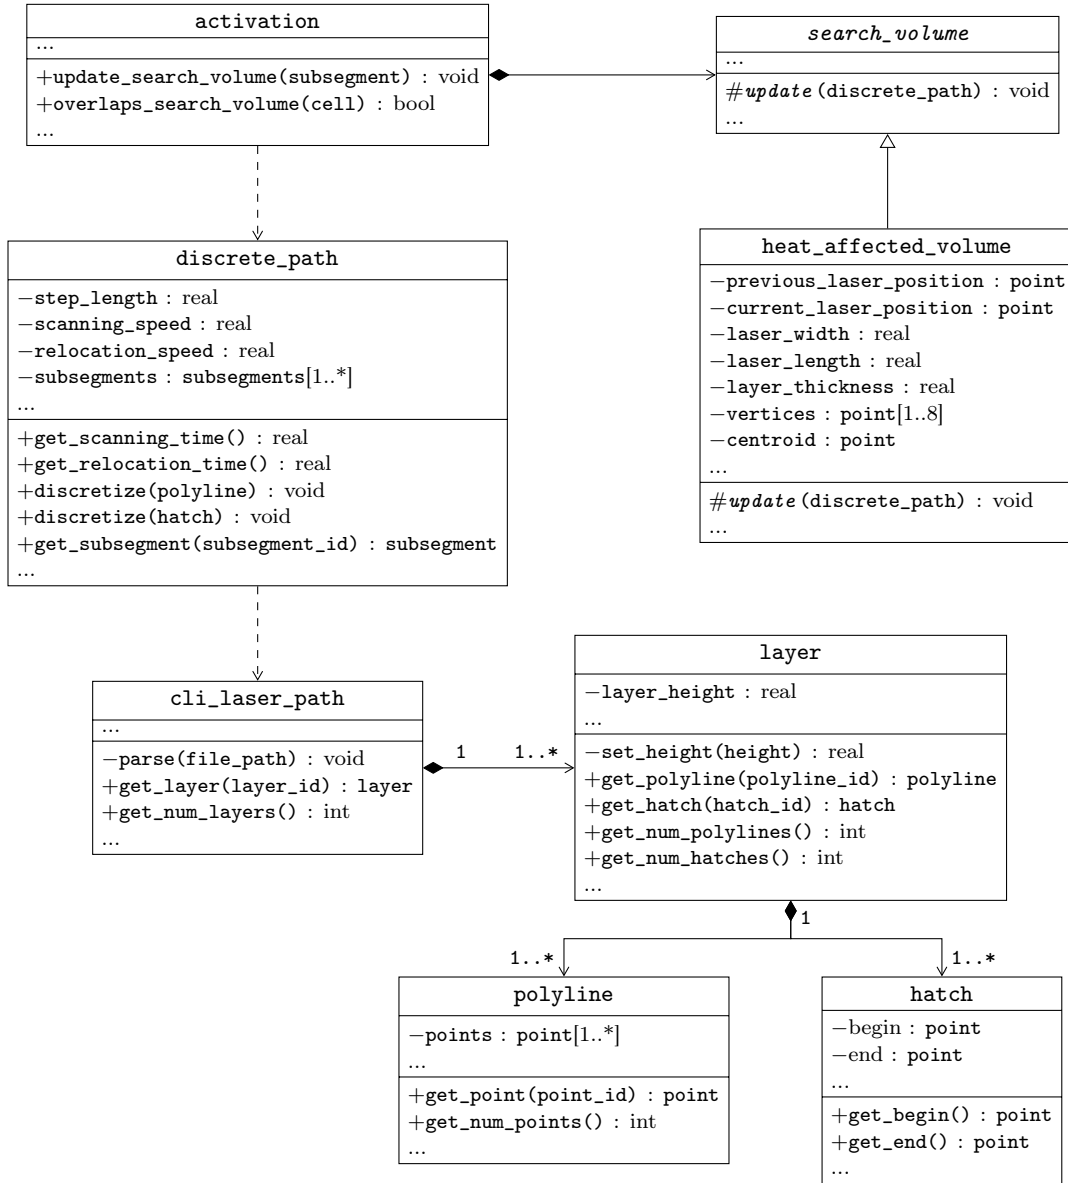 activation
...
+update_search_volume(subsegment) : void
+overlaps_search_volume(cell) : bool
...
search_volume
...
#update(discrete_path) : void
...
discrete_path
−step_length : real
−scanning_speed : real
−relocation_speed : real
−subsegments : subsegments[1..*]
...
+get_scanning_time() : real
+get_relocation_time() : real
+discretize(polyline) : void
+discretize(hatch) : void
+get_subsegment(subsegment_id) : subsegment
...
heat_affected_volume
−previous_laser_position : point
−current_laser_position : point
−laser_width : real
−laser_length : real
−layer_thickness : real
−vertices : point[1..8]
−centroid : point
...
#update(discrete_path) : void
...
cli_laser_path
...
−parse(file_path) : void
+get_layer(layer_id) : layer
+get_num_layers() : int
...
1 1..*
layer
−layer_height : real
...
−set_height(height) : real
+get_polyline(polyline_id) : polyline
+get_hatch(hatch_id) : hatch
+get_num_polylines() : int
+get_num_hatches() : int
...
1
1..* 1..*
polyline
−points : point[1..*]
...
+get_point(point_id) : point
+get_num_points() : int
...
hatch
−begin : point
−end : point
...
+get_begin() : point
+get_end() : point
...